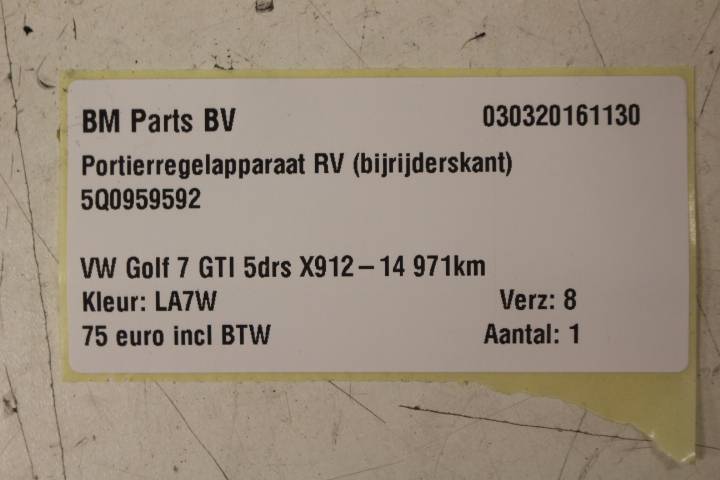 BM Parts BV 030320161130
Portierregelapparaat RV (bijrijderskant)
5Q0959592
VW Golf 7 GTI 5drs X912-14 971km
Kleur: LA7W Verz: 8
75 euro incl BTW Aantal: 1